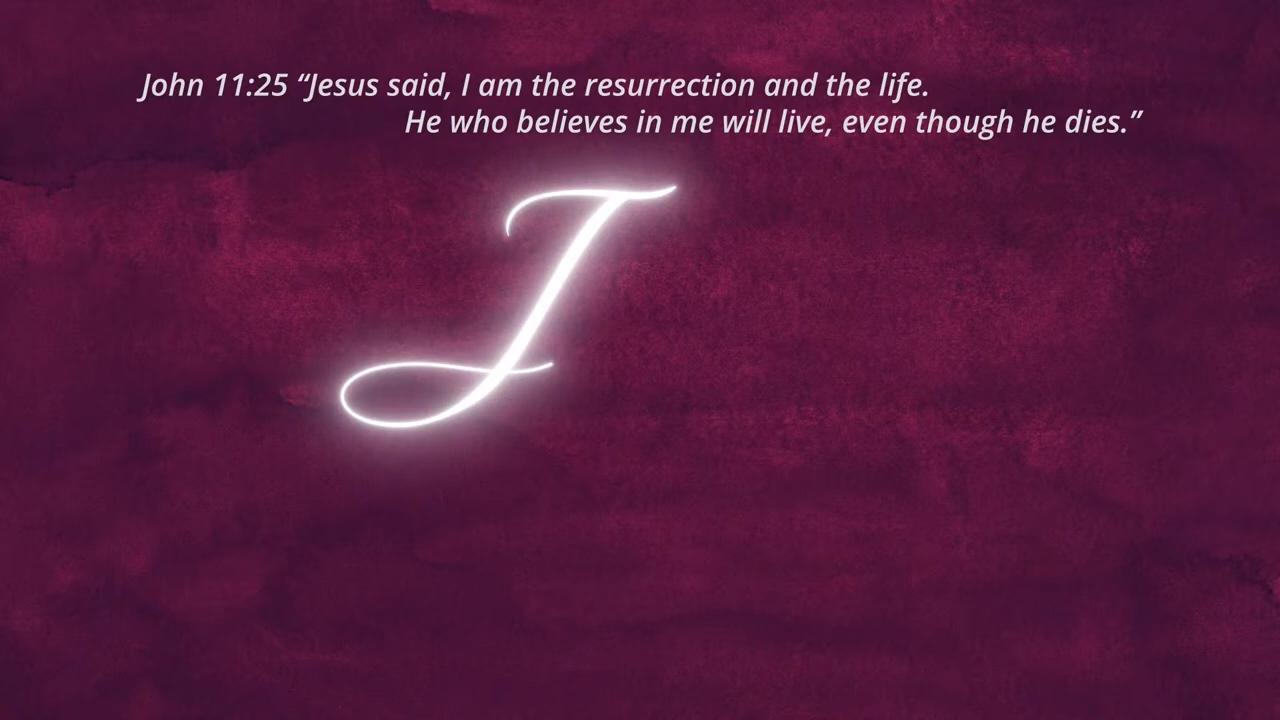 John 11:25 “Jesus said, I am the resurrection and the life.
He who believes in me will live, even though he dies.”
J